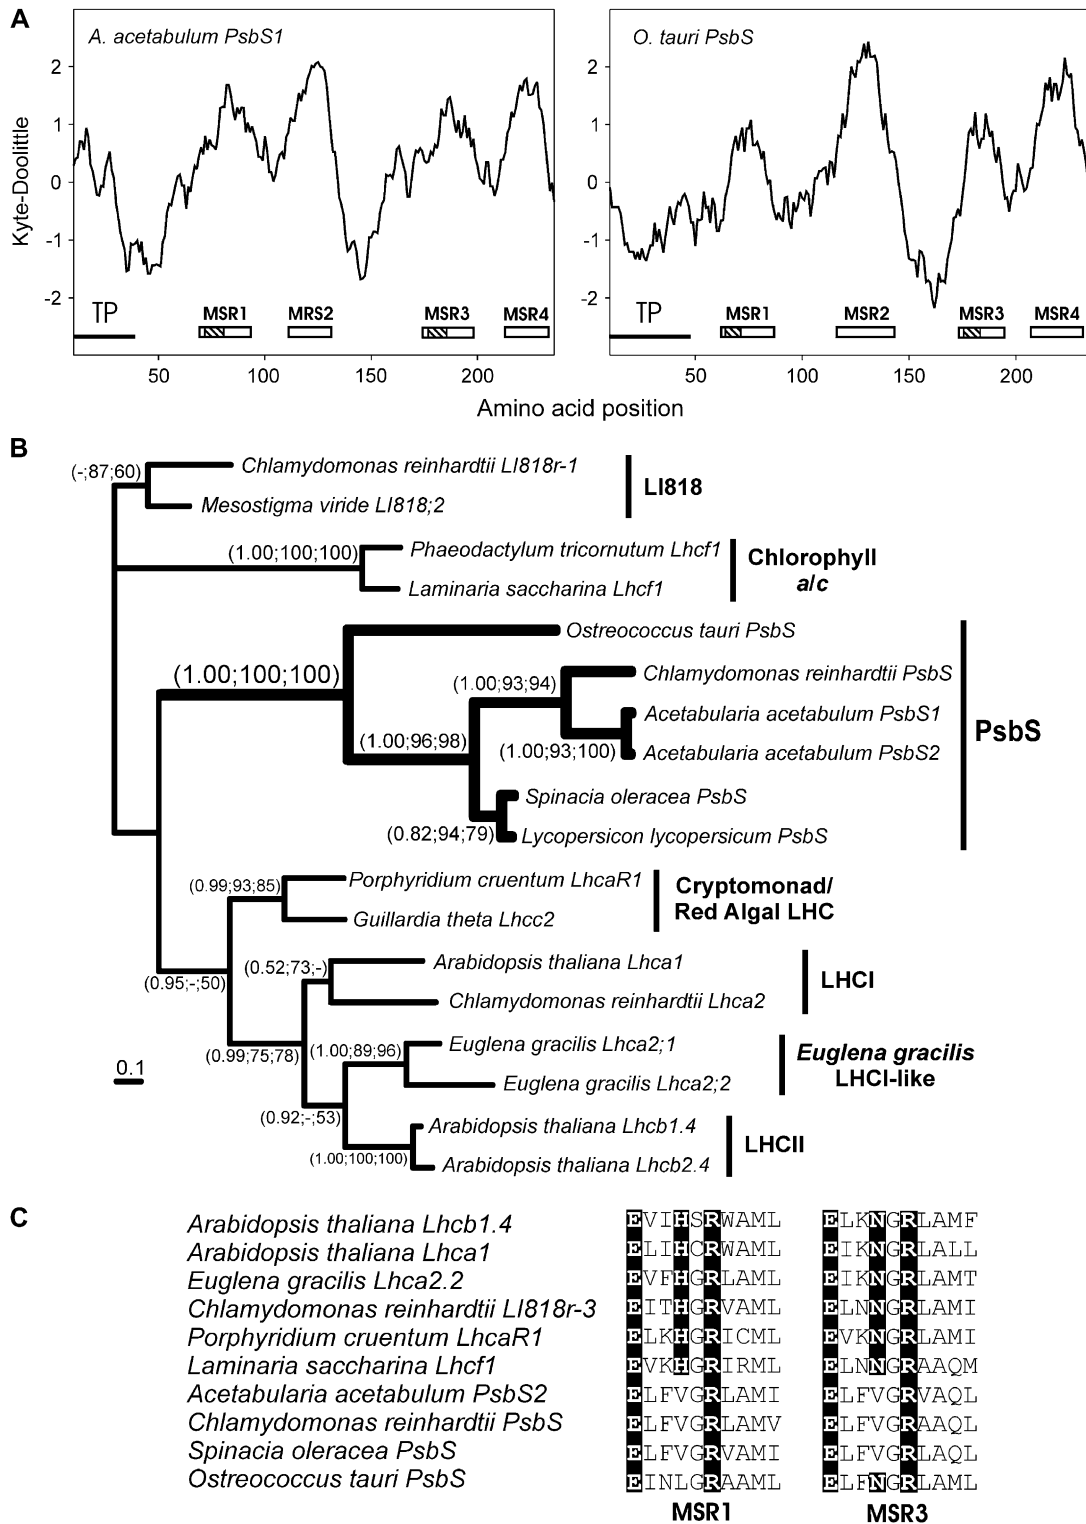 A
A. acetabulum PsbS1
O. tauri PsbS
Kyte-Doolittle
2
1
0
-1
-2
2
1
0
-1
-2
TP
MSR1
MRS2
MSR3
MSR4
TP
MSR1
MSR2
MSR3
MSR4
50
100
150
200
50
100
150
200
Amino acid position
B
(-;87;60)
Chlamydomonas reinhardtii LI818r-1
Mesostigma viride LI818;2
LI818
(1.00;100;100)
Phaeodactylum tricornutum Lhcf1
Laminaria saccharina Lhcf1
Chlorophyll
a/c
Ostreococcus tauri PsbS
(1.00;100;100)
(1.00;93;94)
Chlamydomonas reinhardtii PsbS
Acetabularia acetabulum PsbS1
(1.00;96;98)
(1.00;93;100)
Acetabularia acetabulum PsbS2
PsbS
Spinacia oleracea PsbS
(0.82;94;79)
Lycopersicon lycopersicum PsbS
(0.99;93;85)
Porphyridium cruentum LhcaR1
Guillardia theta Lhcc2
Cryptomonad/
Red Algal LHC
(0.95;-;50)
(0.52;73;-)
Arabidopsis thaliana Lhca1
Chlamydomonas reinhardtii Lhca2
LHCI
(0.99;75;78)
(1.00;89;96)
Euglena gracilis Lhca2;1
Euglena gracilis Lhca2;2
Euglena gracilis
LHCI-like
0.1
(0.92;-;53)
Arabidopsis thaliana Lhcb1.4
(1.00;100;100)
Arabidopsis thaliana Lhcb2.4
LHCII
C
Arabidopsis thaliana Lhcb1.4 EVIHSRWAML ELKNGRLAMF
Arabidopsis thaliana Lhca1 ELIHCRWAML EIKNGRLALL
Euglena gracilis Lhca2.2 EVFHGRLAML EIKNGRLAMT
Chlamydomonas reinhardtii LI818r-3 EITHGRVAML ELNNGRLAMI
Porphyridium cruentum LhcaR1 ELKHGRICML EVKNGRLAMI
Laminaria saccharina Lhcf1 EVKHGRIRML ELNNGRAAQM
Acetabularia acetabulum PsbS2 ELFVGRLAMI ELFVGRVAQL
Chlamydomonas reinhardtii PsbS ELFVGRLAMV ELFVGRAAQL
Spinacia oleracea PsbS ELFVGRVAMI ELFVGRLAQL
Ostreococcus tauri PsbS EINLGRAAML ELFNGRLAML
MSR1
MSR3